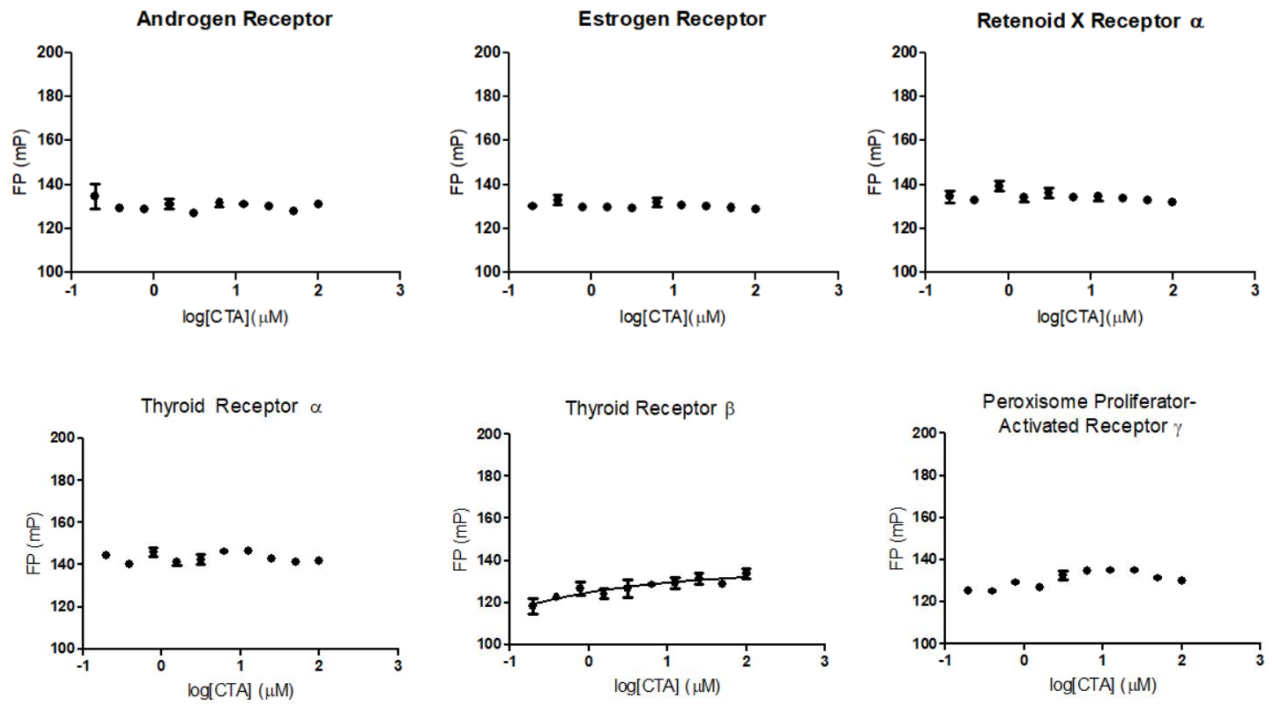 Androgen Receptor
200
180
160
140
120
100
FP (mP)
-1 0 1 2 3
log[CTA](μM)
Estrogen Receptor
200
180
160
140
120
100
FP (mP)
-1 0 1 2 3
log[CTA](μM)
Retenoid X Receptor α
200
180
160
140
120
100
FP (mP)
-1 0 1 2 3
log[CTA](μM)
Thyroid Receptor α
200
180
160
140
120
100
FP (mP)
-1 0 1 2 3
log[CTA] (μM)
Thyroid Receptor β
200
180
160
140
120
100
FP (mP)
-1 0 1 2 3
log[CTA] (μM)
Peroxisome Proliferator-
Activated Receptor γ
200
180
160
140
120
100
FP (mP)
-1 0 1 2 3
log[CTA] (μM)